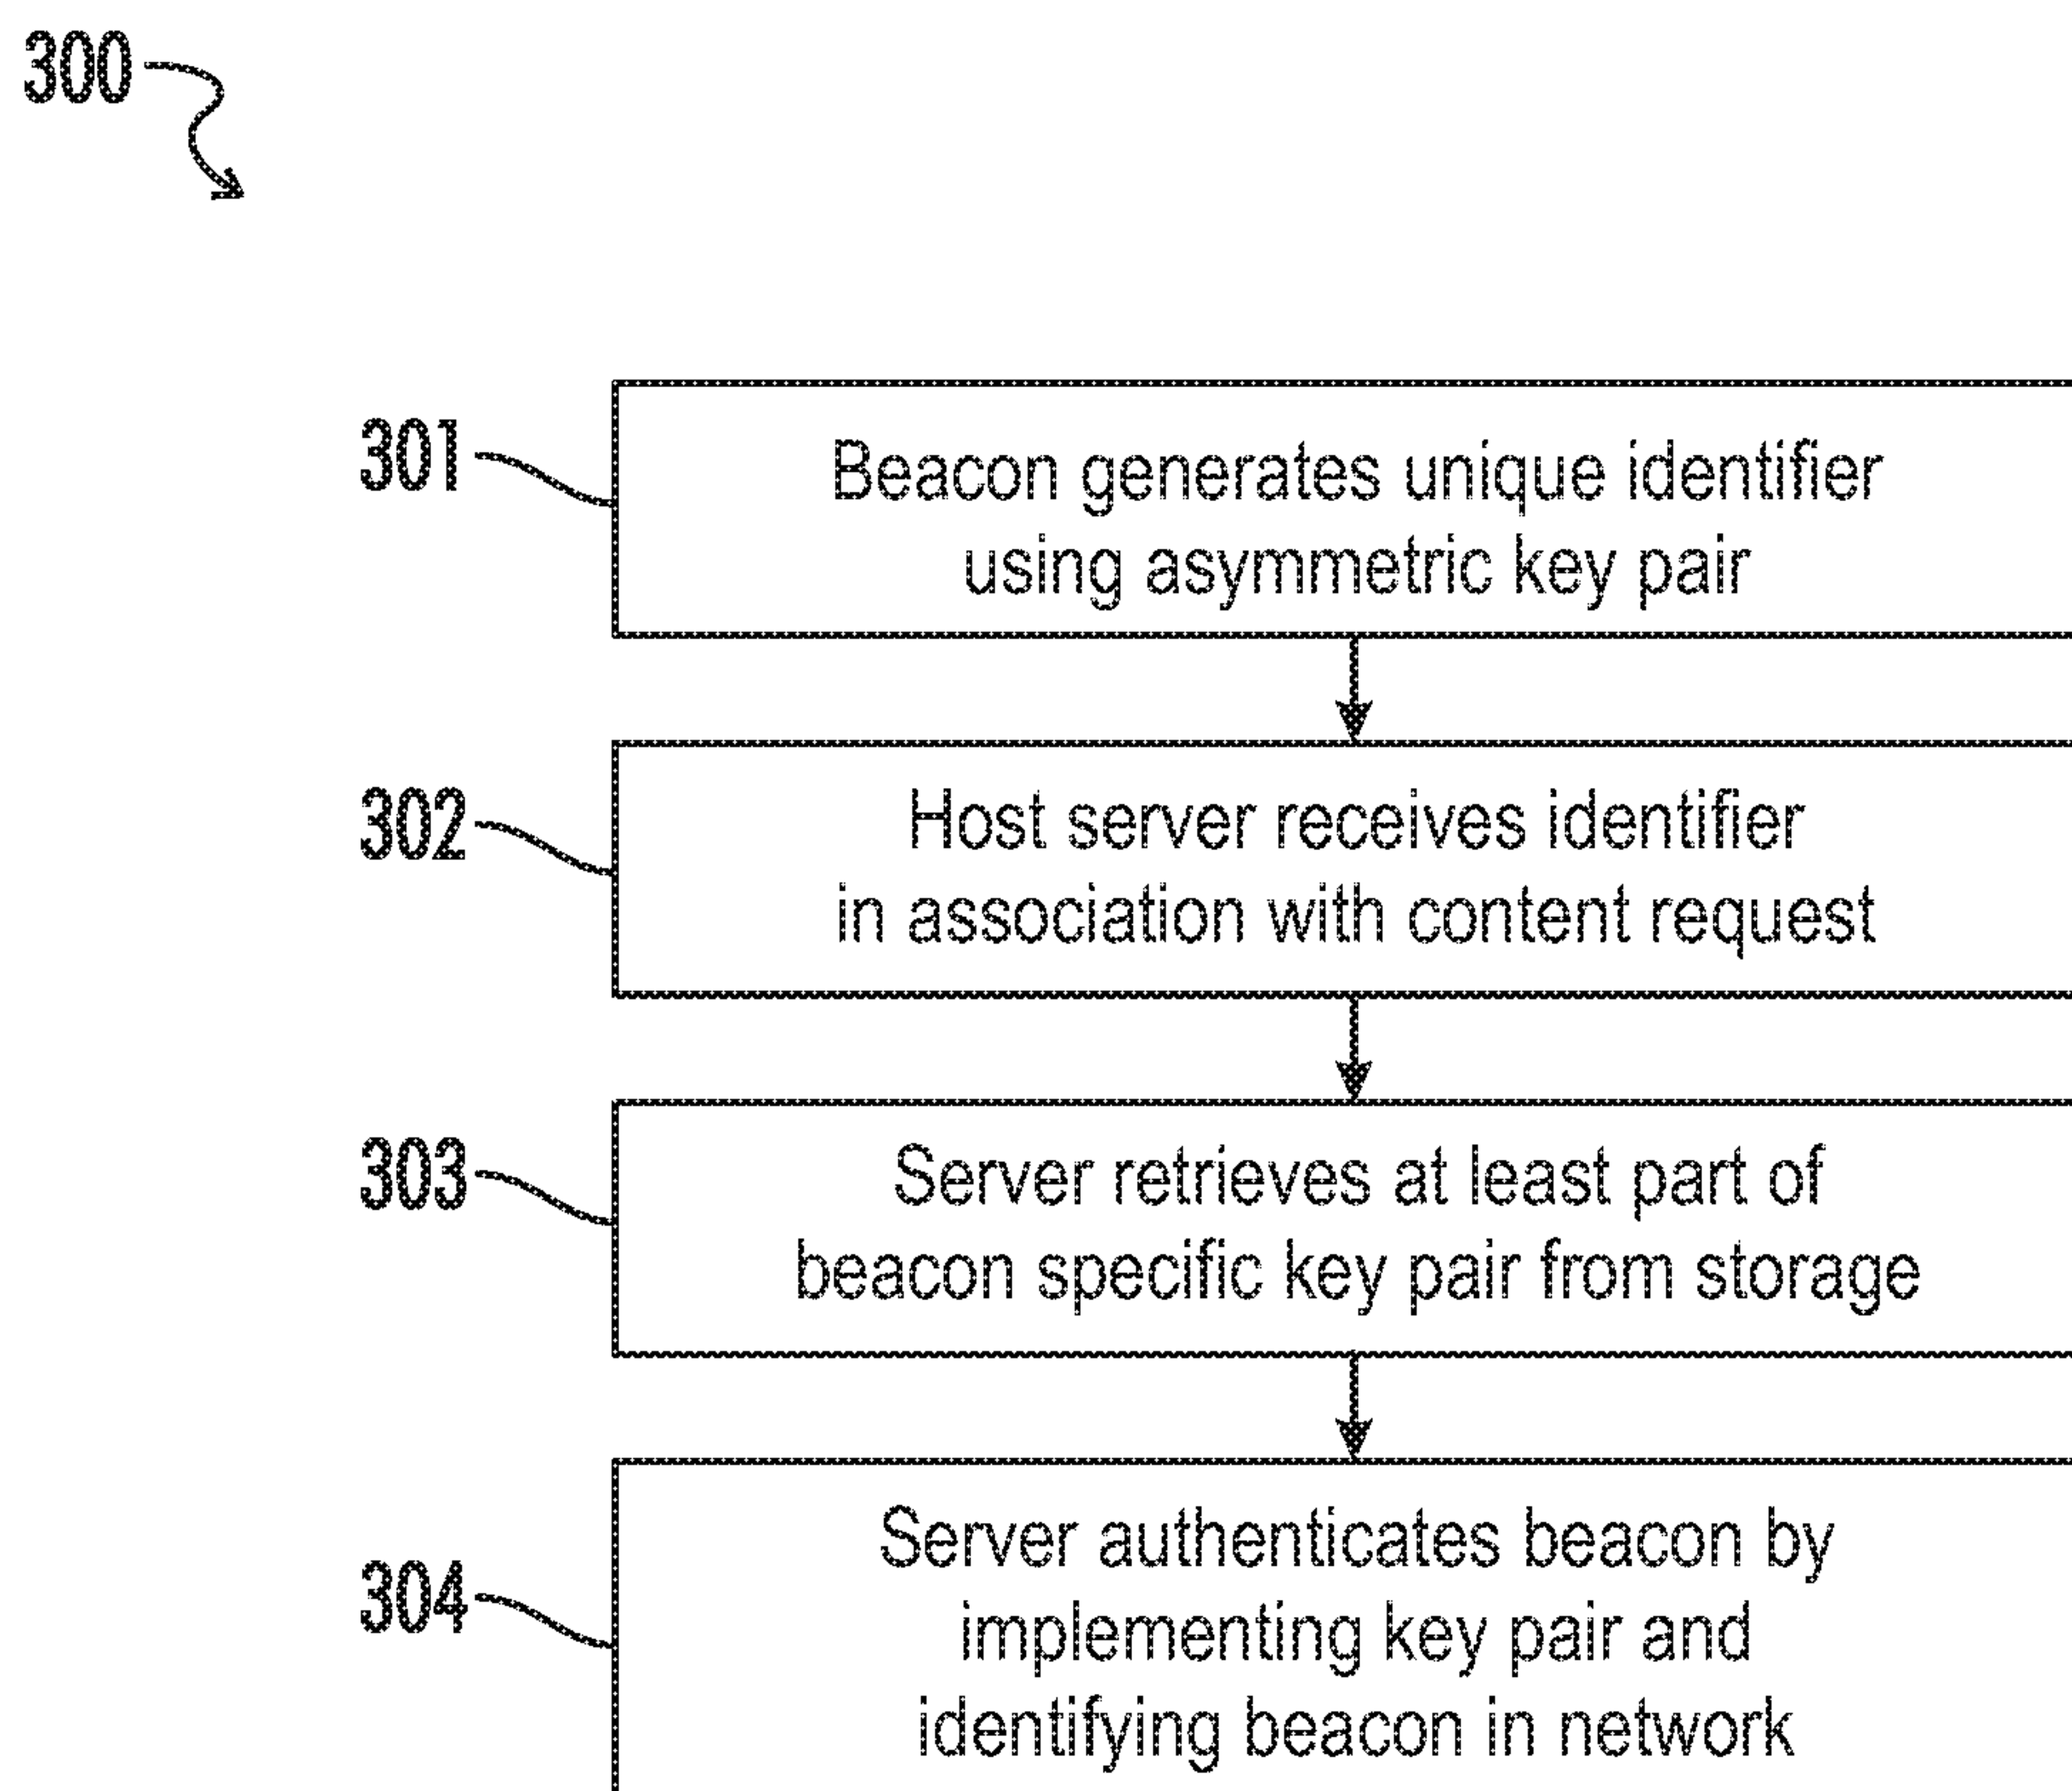 300
301
Beacon generates unique identifier
using asymmetric key pair
302
Host server receives identifier
in association with content request
303
Server retrieves at least part of
beacon specific key pair from storage
304
Server authenticates beacon by
implementing key pair and
identifying beacon in network